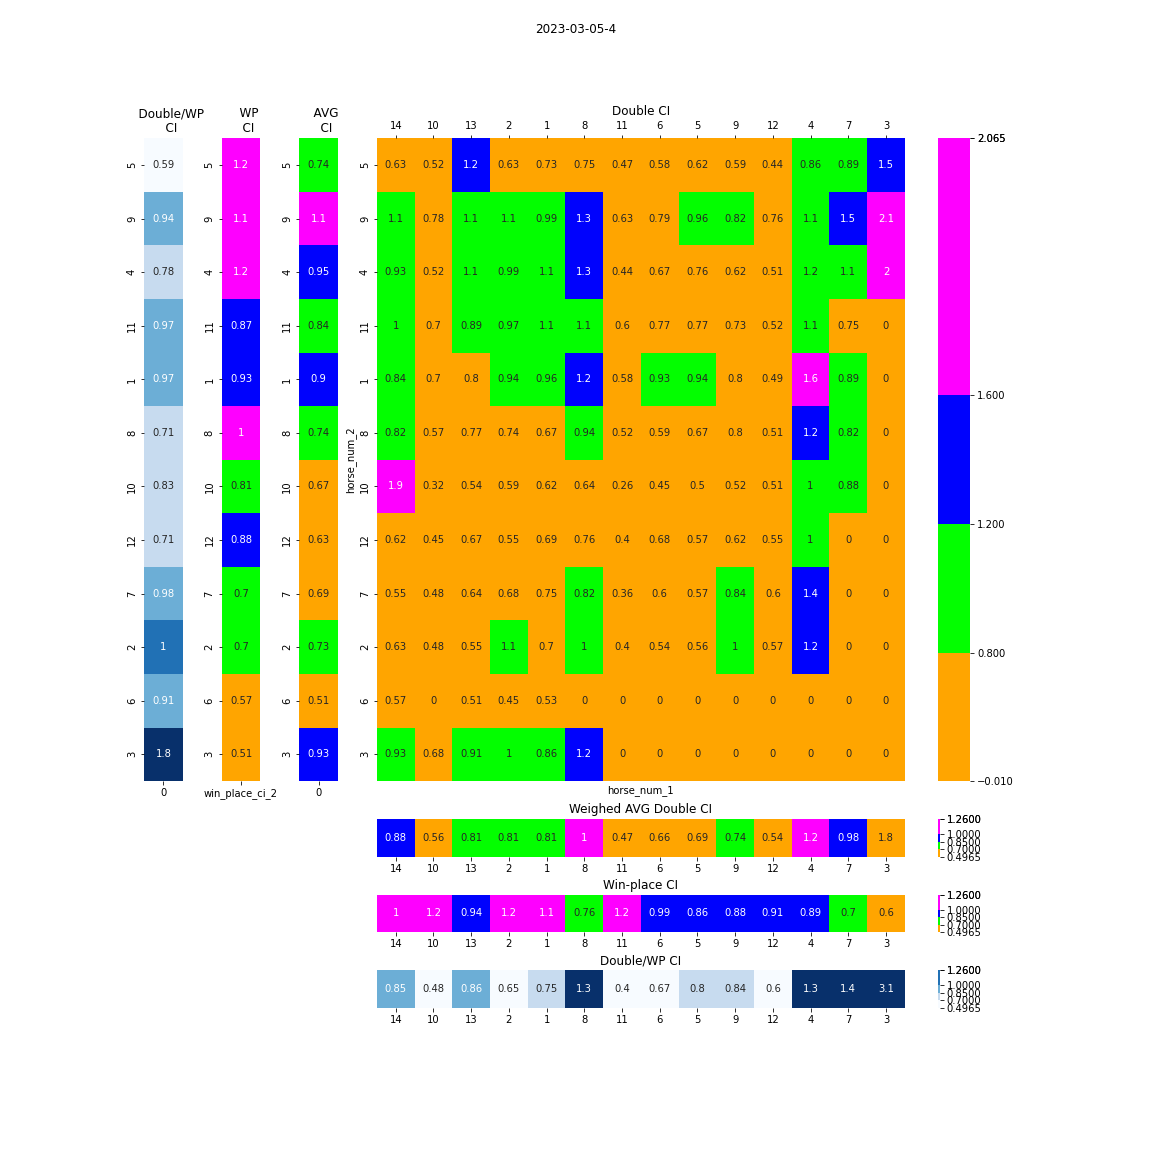 2023-03-05-4
Double/WP CI
WP CI
AVG CI
Double CI
14 10 13 2 1 8 11 6 5 9 12 4 7 3
5 0.59 5 1.2 5 0.74 5 0.63 0.52 1.2 0.63 0.73 0.75 0.47 0.58 0.62 0.59 0.44 0.86 0.89 1.5
9 0.94 9 1.1 9 1.1 9 1.1 0.78 1.1 1.1 0.99 1.3 0.63 0.79 0.96 0.82 0.76 1.1 1.5 2.1
4 0.78 4 1.2 4 0.95 4 0.93 0.52 1.1 0.99 1.1 1.3 0.44 0.67 0.76 0.62 0.51 1.2 1.1 2
11 0.97 11 0.87 11 0.84 11 1 0.7 0.89 0.97 1.1 1.1 0.6 0.77 0.77 0.73 0.52 1.1 0.75 0
1 0.97 1 0.93 1 0.9 1 0.84 0.7 0.8 0.94 0.96 1.2 0.58 0.93 0.94 0.8 0.49 1.6 0.89 0
8 0.71 8 1 8 0.74 8 0.82 0.57 0.77 0.74 0.67 0.94 0.52 0.59 0.67 0.8 0.51 1.2 0.82 0
10 0.83 10 0.81 10 0.67 10 1.9 0.32 0.54 0.59 0.62 0.64 0.26 0.45 0.5 0.52 0.51 1 0.88 0
12 0.71 12 0.88 12 0.63 12 0.62 0.45 0.67 0.55 0.69 0.76 0.4 0.68 0.57 0.62 0.55 1 0 0
7 0.98 7 0.7 7 0.69 7 0.55 0.48 0.64 0.68 0.75 0.82 0.36 0.6 0.57 0.84 0.6 1.4 0 0
2 1 2 0.7 2 0.73 2 0.63 0.48 0.55 1.1 0.7 1 0.4 0.54 0.56 1 0.57 1.2 0 0
6 0.91 6 0.57 6 0.51 6 0.57 0 0.51 0.45 0.53 0 0 0 0 0 0 0 0 0
3 1.8 3 0.51 3 0.93 3 0.93 0.68 0.91 1 0.86 1.2 0 0 0 0 0 0 0 0
horse_num_2
0 win_place_ci_2 0 horse_num_1
2.065
1.600
1.200
0.800
−0.010
Weighed AVG Double CI
0.88 0.56 0.81 0.81 0.81 1 0.47 0.66 0.69 0.74 0.54 1.2 0.98 1.8
14 10 13 2 1 8 11 6 5 9 12 4 7 3
1.2600
1.0000
0.8500
0.7000
0.4965
Win-place CI
1 1.2 0.94 1.2 1.1 0.76 1.2 0.99 0.86 0.88 0.91 0.89 0.7 0.6
14 10 13 2 1 8 11 6 5 9 12 4 7 3
1.0000
0.8500
0.7000
0.4965
Double/WP CI
0.85 0.48 0.86 0.65 0.75 1.3 0.4 0.67 0.8 0.84 0.6 1.3 1.4 3.1
14 10 13 2 1 8 11 6 5 9 12 4 7 3
1.0000
0.8500
0.7000
0.4965